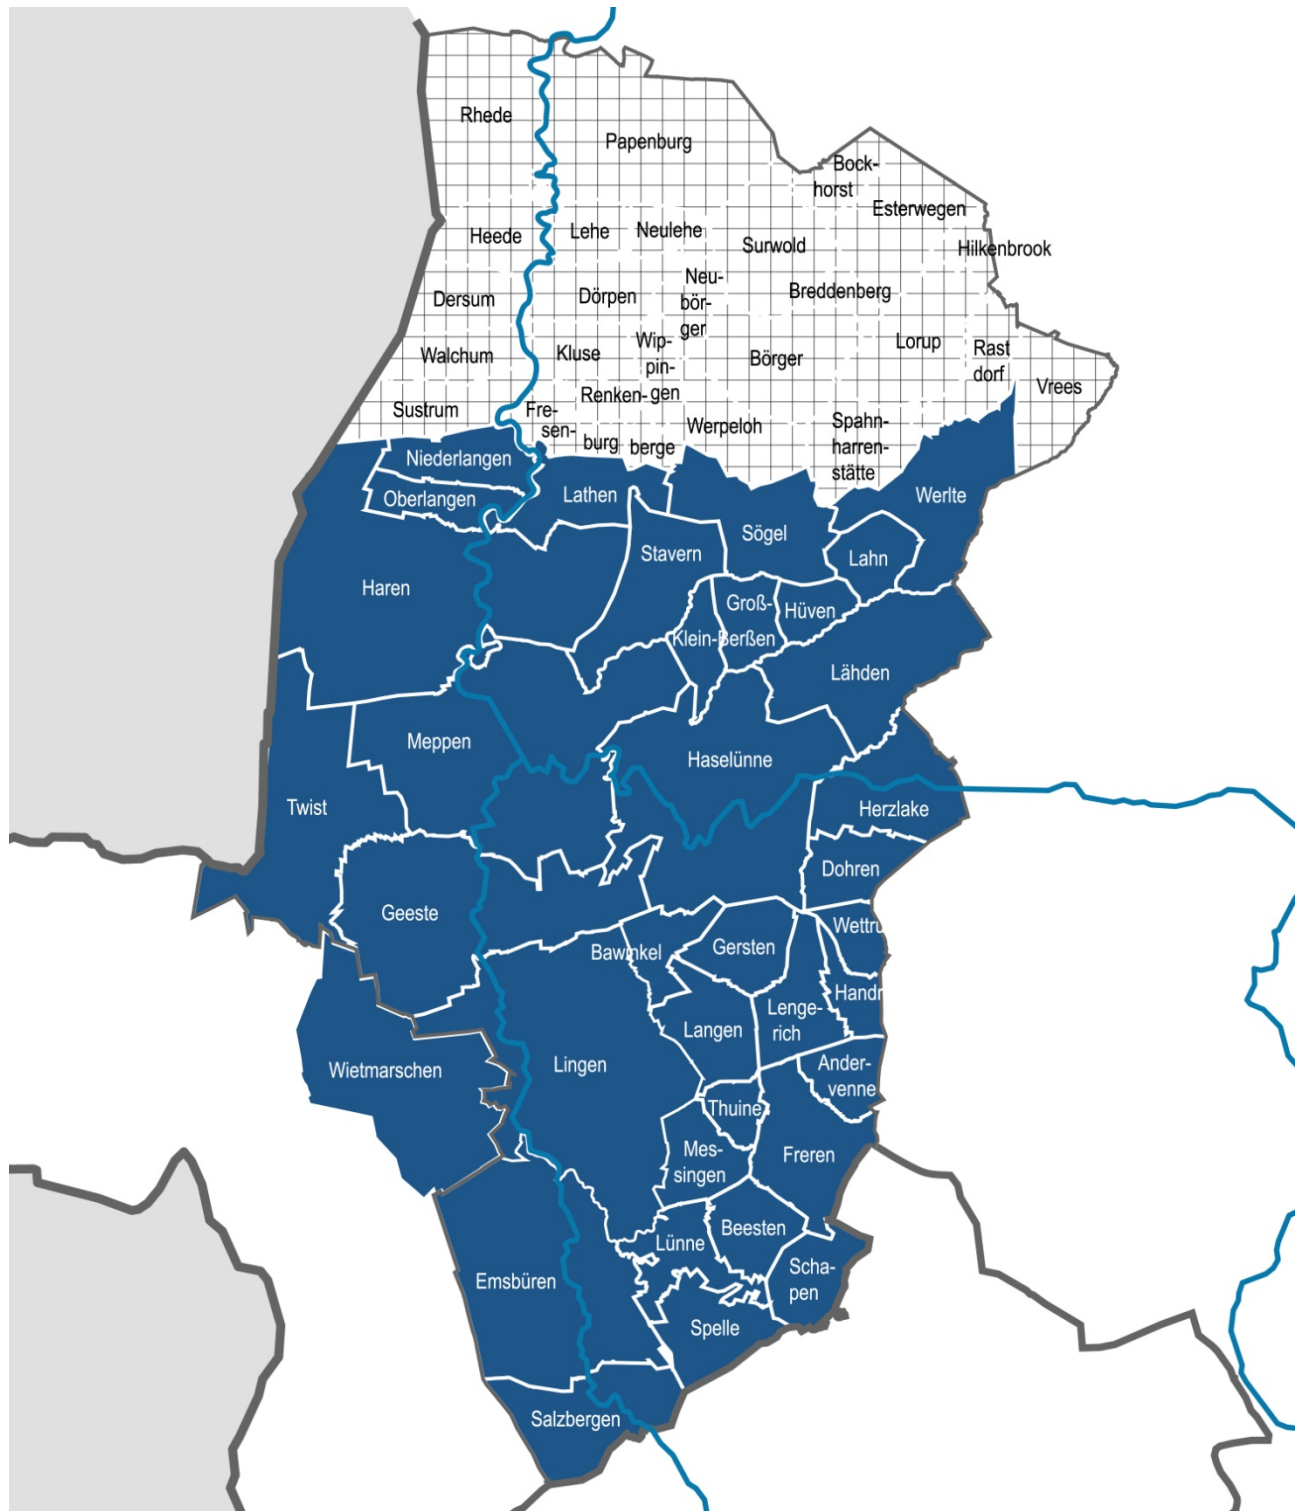 Rhede
Papenburg
Bock-
horst
Esterwegen
Heede
Lehe
Neulehe
Surwold
Hilkenbrook
Dersum
Dörpen
Neu-
bör-
ger
Breddenberg
Walchum
Kluse
Wip-
pin-
gen
Börger
Lorup
Rast
dorf
Vrees
Sustrum
Fre-
sen-
burg
Renken-
berge
Werpeloh
Spahn-
harren-
stätte
Niederlangen
Oberlangen
Lathen
Werlte
Sögel
Stavern
Lahn
Haren
Groß-
Hüven
Klein-Berßen
Lähden
Meppen
Haselünne
Twist
Herzlake
Dohren
Geeste
Wettru
Bawinkel
Gersten
Handr
Lenge-
rich
Langen
Wietmarschen
Lingen
Ander-
venne
Thuine
Mes-
singen
Freren
Lünne
Beesten
Emsbüren
Scha-
pen
Spelle
Salzbergen